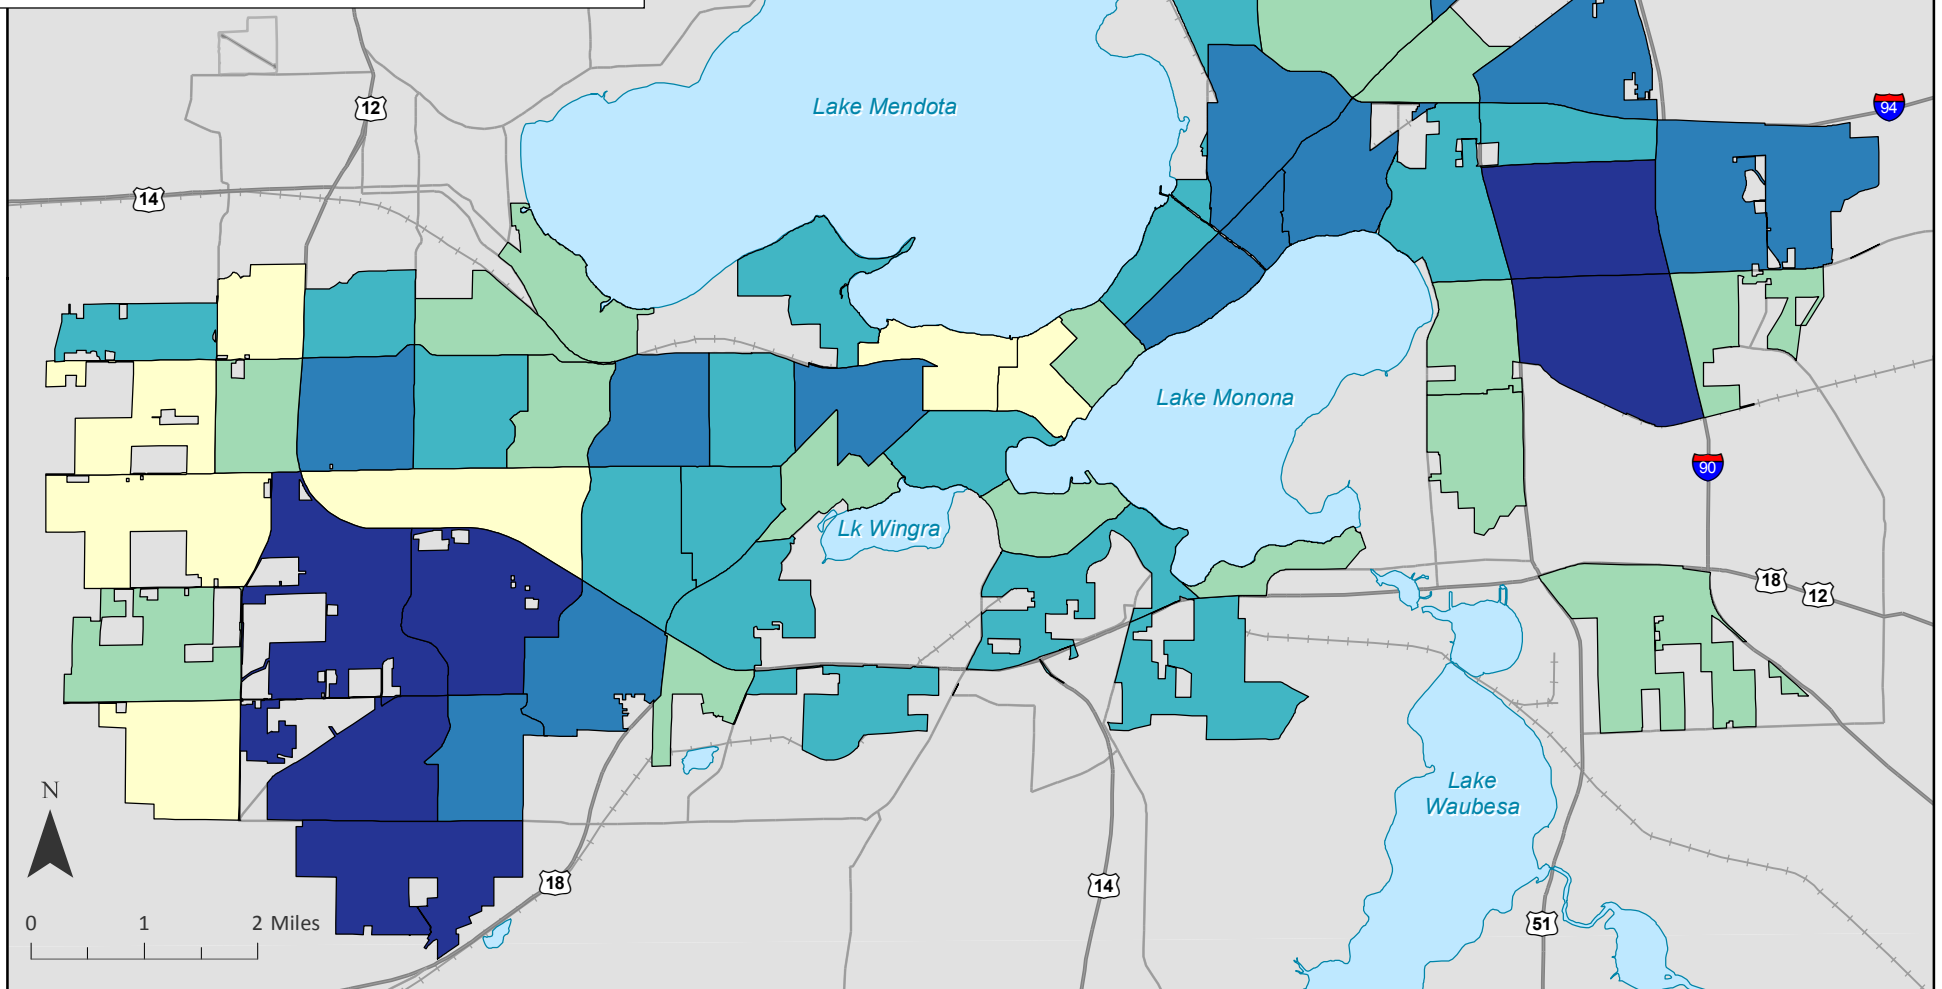 Lake Mendota
12
94
14
Lake Monona
90
Lk Wingra
18
12
Lake
Waubesa
N
18
14
0 1 2 Miles
51